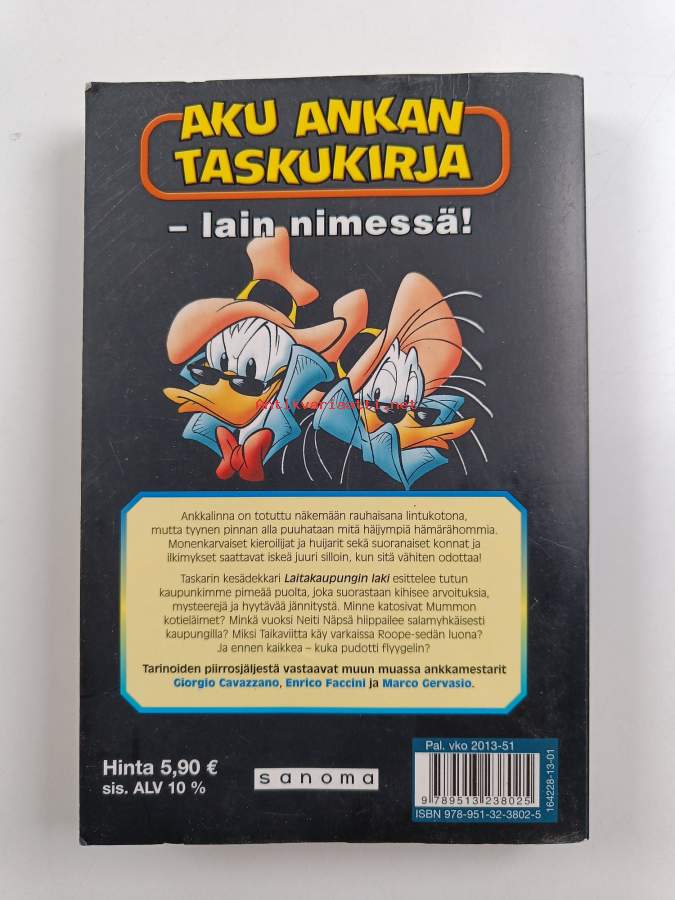 AKU ANKAN
TASKUKIRJA
– lain nimessä!
Antikvariaatti.net
Ankkalinna on totuttu näkemään rauhaisana lintukotona,
mutta tyynen pinnan alla puuhataan mitä häijympiä hämärähommia.
Monenkarvaiset kieroilijat ja huijarit sekä suoranaiset konnat ja
ilkimykset saattavat iskeä juuri silloin, kun sitä vähiten odottaa!
Taskarin kesädekkari Laitakaupungin laki esittelee tutun
kaupunkimme pimeää puolta, joka suorastaan kihisee arvoituksia,
mysteerejä ja hyytävää jännitystä. Minne katosivat Mummon
kotieläimet? Minkä vuoksi Neiti Näpsä hiippailee salamyhkäisesti
kaupungilla? Miksi Taikaviitta käy varkaissa Roope-sedän luona?
Ja ennen kaikkea – kuka pudotti flyygelin?
Tarinoiden piirrosjäljestä vastaavat muun muassa ankkamestarit
Giorgio Cavazzano, Enrico Faccini ja Marco Gervasio.
Hinta 5,90 €
sis. ALV 10 %
sanoma
Pal. vko 2013-51
9 789513 238025
ISBN 978-951-32-3802-5
164228-13-01